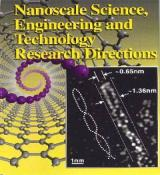 Nanoscale Science,
Engineering and
Technology
Research Directions
~0.65nm
~1.36nm
1nm